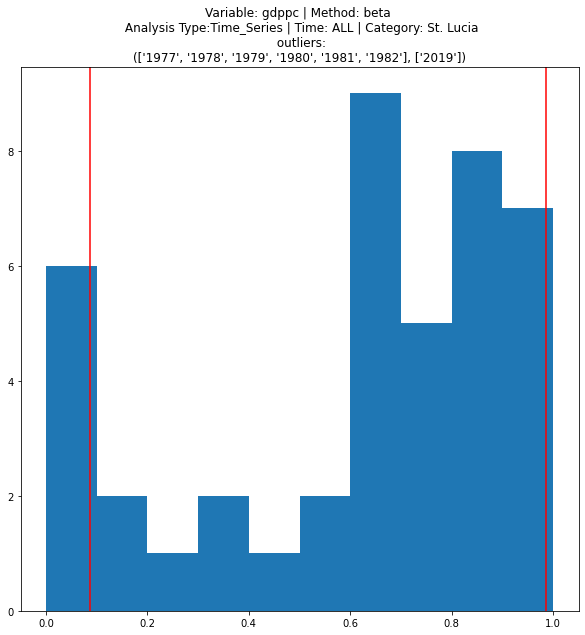 Variable: gdppc | Method: beta
Analysis Type:Time_Series | Time: ALL | Category: St. Lucia
outliers:
(['1977', '1978', '1979', '1980', '1981', '1982'], ['2019'])
8
6
4
2
0
0.0 0.2 0.4 0.6 0.8 1.0